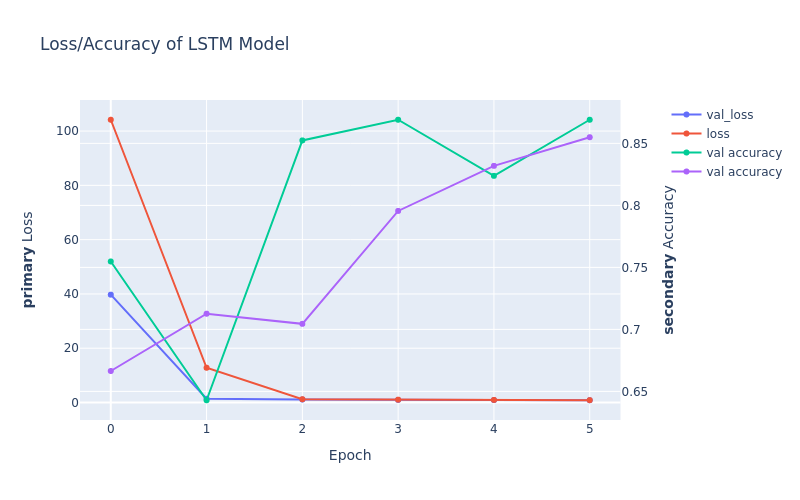 Loss/Accuracy of LSTM Model
val_loss
loss
val accuracy
val accuracy
100
80
60
40
20
0
primary Loss
0.85
0.8
0.75
0.7
0.65
secondary Accuracy
0 1 2 3 4 5
Epoch